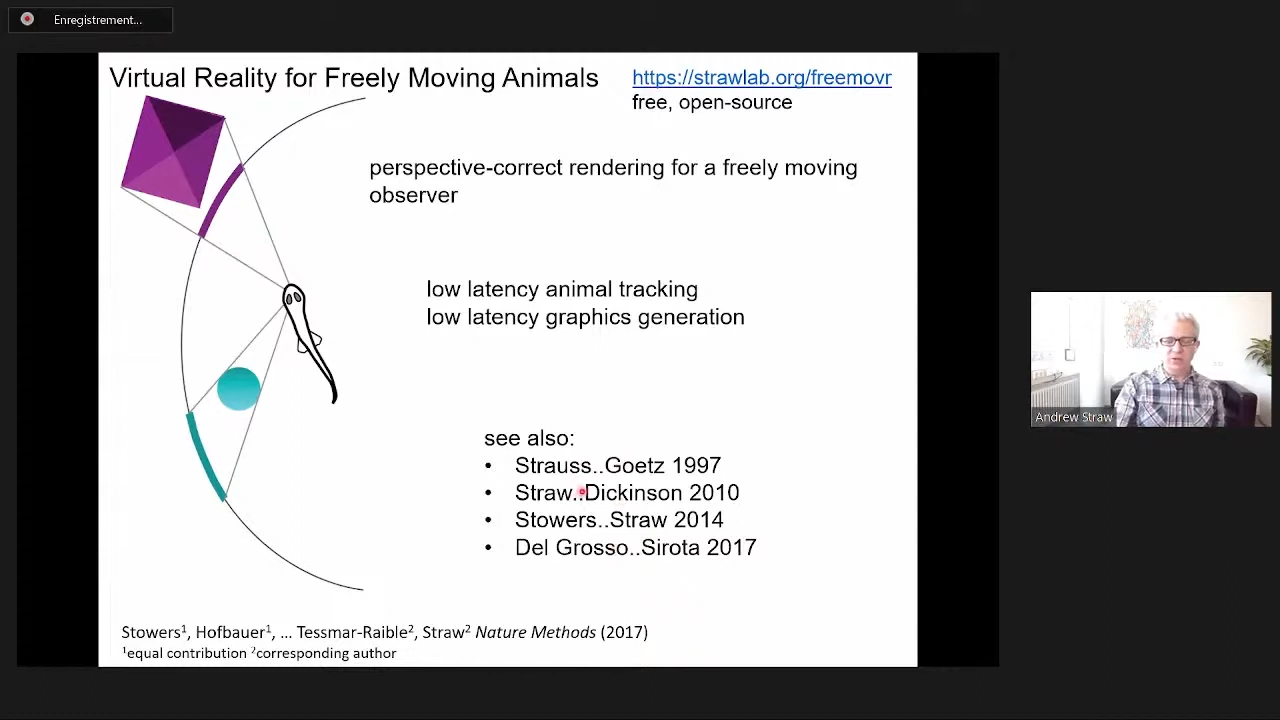 Enregistrement...
Virtual Reality for Freely Moving Animals
https://strawlab.org/freemovr
free, open-source
perspective-correct rendering for a freely moving
observer
low latency animal tracking
low latency graphics generation
see also:
• Strauss..Goetz 1997
• Straw..Dickinson 2010
• Stowers..Straw 2014
• Del Grosso..Sirota 2017
Andrew Straw
Stowers¹, Hofbauer¹, ... Tessmar-Raible², Straw² Nature Methods (2017)
¹equal contribution ²corresponding author